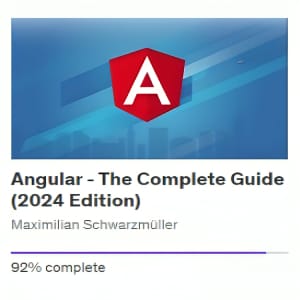 A
Angular - The Complete Guide
(2024 Edition)
Maximilian Schwarzmüller
92% complete